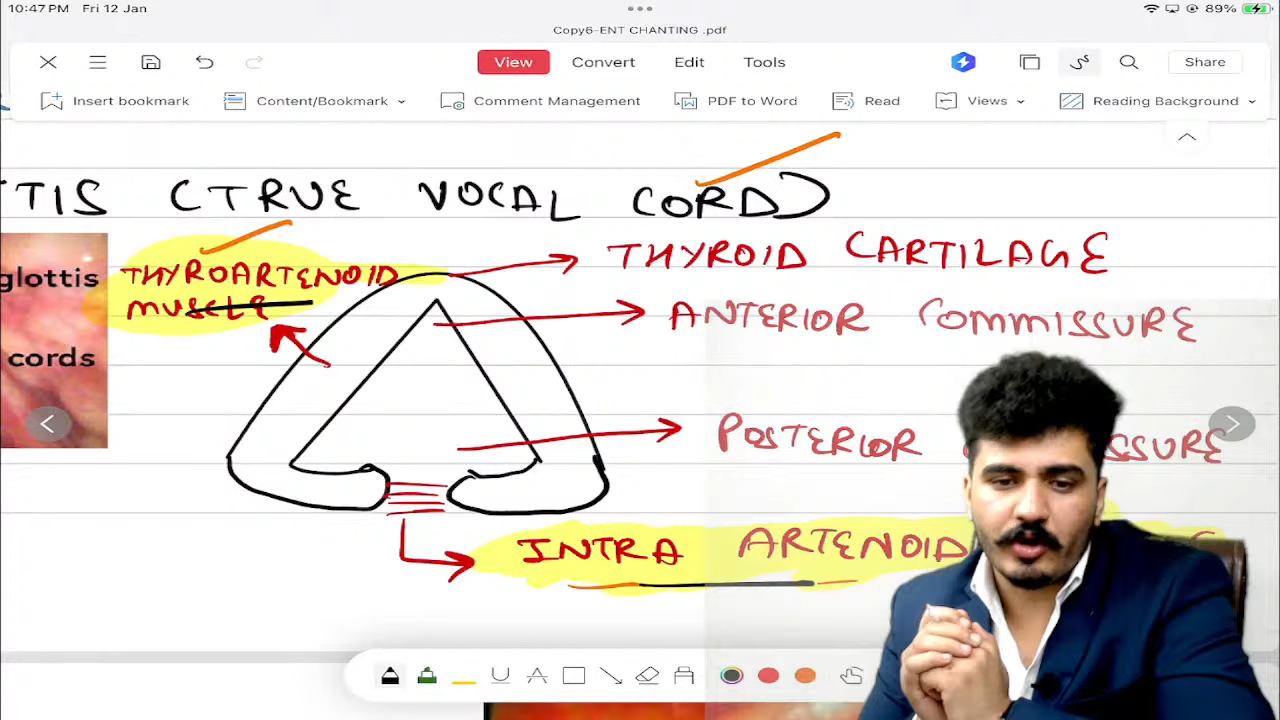 10:47 PM Fri 12 Jan
89%
Copy6-ENT CHANTING .pdf
View Convert Edit Tools
Share
Insert bookmark Content/Bookmark Comment Management PDF to Word Read Views Reading Background
TTIS (TRUE VOCAL CORD)
glottis
cords
THYROARTENOID
MUSCLE
THYROID CARTILAGE
ANTERIOR COMMISSURE
POSTERIOR
INTRA ARTENOID